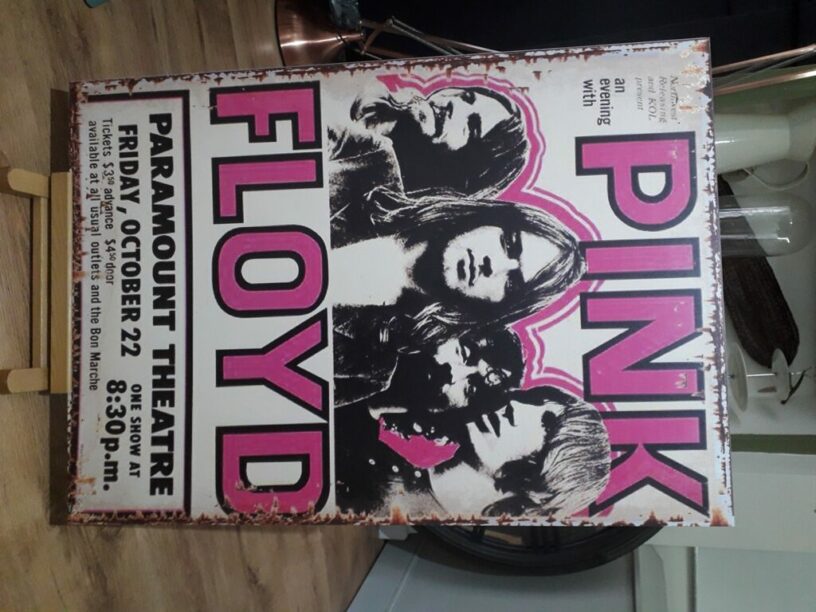 Northwest
Releasing
and KOL
present
an
evening
with
PINK
FLOYD
PARAMOUNT THEATRE
FRIDAY, OCTOBER 22
ONE SHOW AT
8:30p.m.
Tickets $3⁵⁰ advance $4⁵⁰ door
available at all usual outlets and the Bon Marche